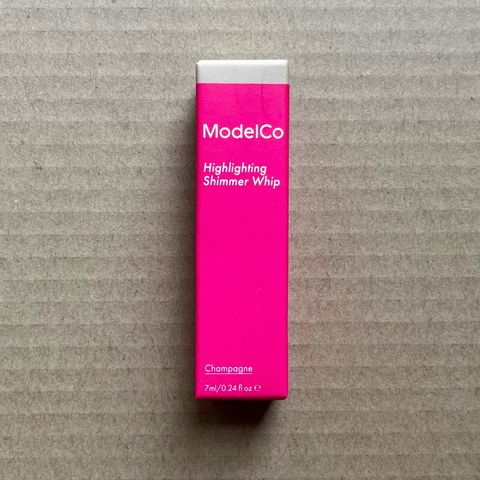 ModelCo
Highlighting
Shimmer Whip
Champagne
7ml/0.24 fl oz ℮